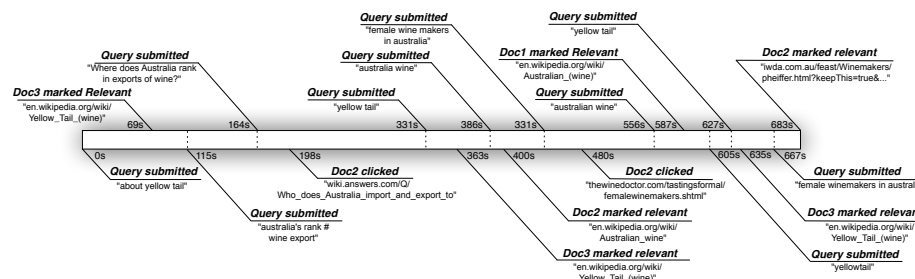 Query submitted
"female wine makers
in australia"
Query submitted
"yellow tail"
Query submitted
"Where does Australia rank
in exports of wine?"
Query submitted
"australia wine"
Doc1 marked Relevant
"en.wikipedia.org/wiki/
Australian_(wine)"
Doc2 marked relevant
"iwda.com.au/feast/Winemakers/
pheiffer.html?keepThis=true&..."
Doc3 marked Relevant
"en.wikipedia.org/wiki/
Yellow_Tail_(wine)"
Query submitted
"yellow tail"
Query submitted
"australian wine"
69s
164s
331s
386s
331s
556s
587s
627s
683s
0s
115s
198s
363s
400s
480s
605s
635s
667s
Query submitted
"about yellow tail"
Doc2 clicked
"wiki.answers.com/Q/
Who_does_Australia_import_and_export_to"
Doc2 clicked
"thewinedoctor.com/tastingsformal/
femalewinemakers.shtml"
Query submitted
"female winemakers in austral
Query submitted
"australia's rank #
wine export"
Doc2 marked relevant
"en.wikipedia.org/wiki/
Australian_wine"
Doc3 marked relevant
"en.wikipedia.org/wiki/
Yellow_Tail_(wine)"
Doc3 marked relevant
"en.wikipedia.org/wiki/
Yellow_Tail_(wine)"
Query submitted
"yellowtail"